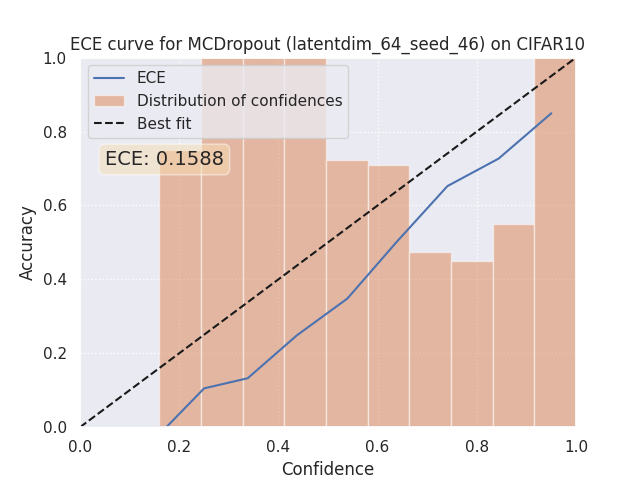 ECE curve for MCDropout (latentdim_64_seed_46) on CIFAR10
1.0
0.8
0.6
0.4
0.2
0.0
Accuracy
ECE
Distribution of confidences
Best fit
ECE: 0.1588
0.0 0.2 0.4 0.6 0.8 1.0
Confidence